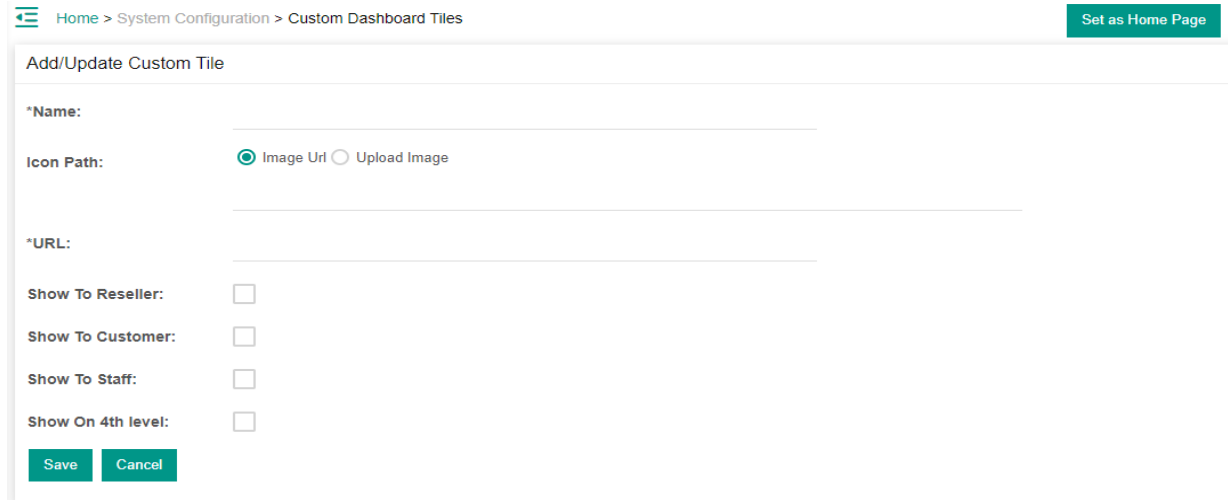 Home > System Configuration > Custom Dashboard Tiles
Set as Home Page
Add/Update Custom Tile
*Name:
Icon Path:
Image Url
Upload Image
*URL:
Show To Reseller:
Show To Customer:
Show To Staff:
Show On 4th level:
Save
Cancel